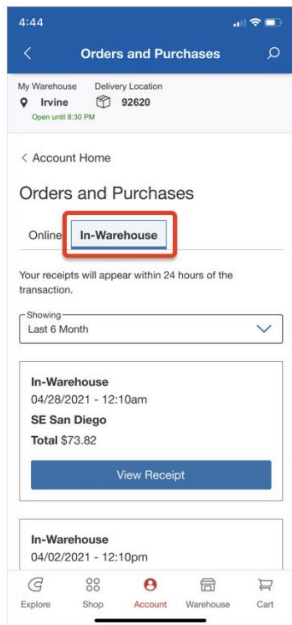 4:44
Orders and Purchases
My Warehouse Delivery Location
Irvine 92620
Open until 8:30 PM
< Account Home
Orders and Purchases
Online In-Warehouse
Your receipts will appear within 24 hours of the
transaction.
Showing
Last 6 Month
In-Warehouse
04/28/2021 - 12:10am
SE San Diego
Total $73.82
View Receipt
In-Warehouse
04/02/2021 - 12:10pm
Explore Shop Account Warehouse Cart